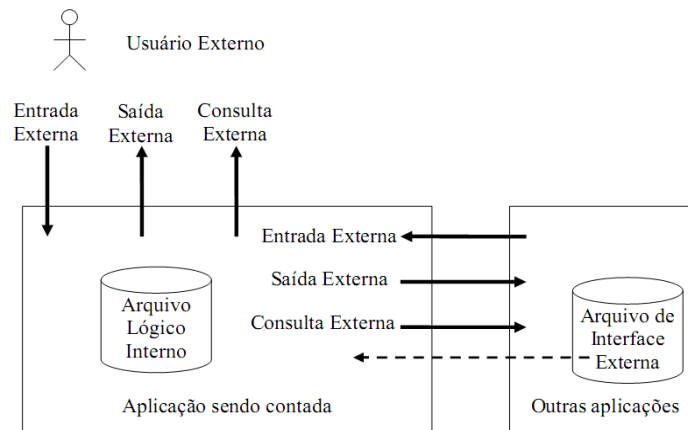 Usuário Externo
Entrada
Externa
Saída
Externa
Consulta
Externa
Entrada Externa
Saída Externa
Consulta Externa
Arquivo
Lógico
Interno
Arquivo de
Interface
Externa
Aplicação sendo contada
Outras aplicações